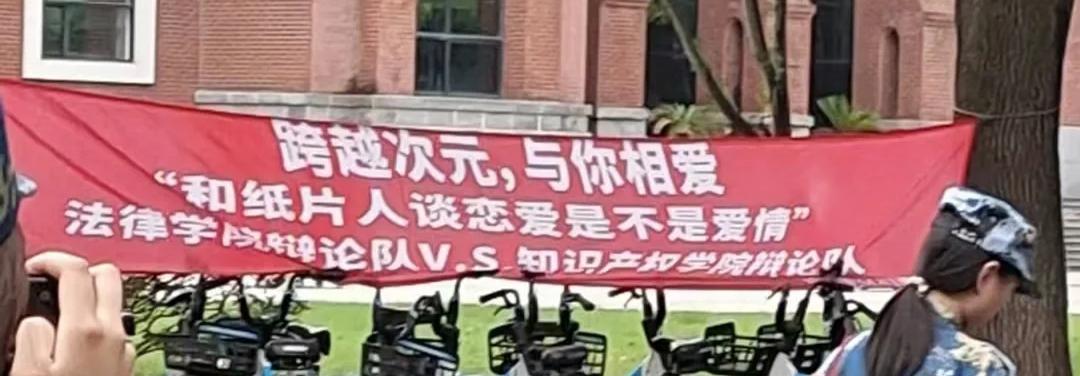 跨越次元,与你相爱
“和纸片人谈恋爱是不是爱情”
法律学院辩论队V.S.知识产权学院辩论队